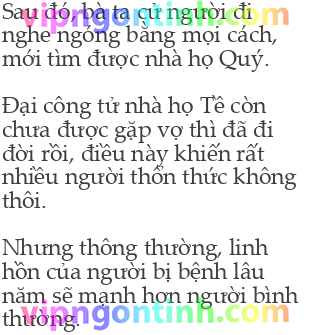 Sau đó, bà ta cử người đi
nghe ngóng bằng mọi cách,
mới tìm được nhà họ Quý.
Đại công tử nhà họ Tề còn
chưa được gặp vợ thì đã đi
đời rồi, điều này khiến rất
nhiều người thổn thức không
thôi.
Nhưng thông thường, linh
hồn của người bị bệnh lâu
năm sẽ mạnh hơn người bình
thường.
vipngontinh.com
vipngontinh.com